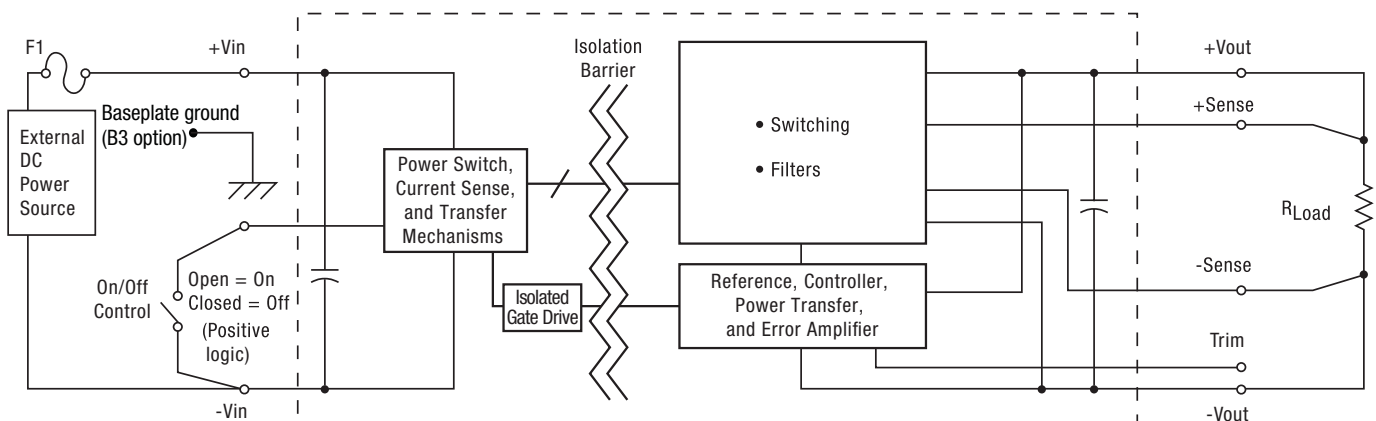 F1
+Vin
Isolation
Barrier
+Vout
Baseplate ground
(B3 option)
+Sense
External
DC
Power
Source
• Switching
• Filters
Power Switch,
Current Sense,
and Transfer
Mechanisms
RLoad
On/Off
Control
Open = On
Closed = Off
(Positive
logic)
Isolated
Gate Drive
Reference, Controller,
Power Transfer,
and Error Amplifier
-Sense
Trim
-Vin
-Vout